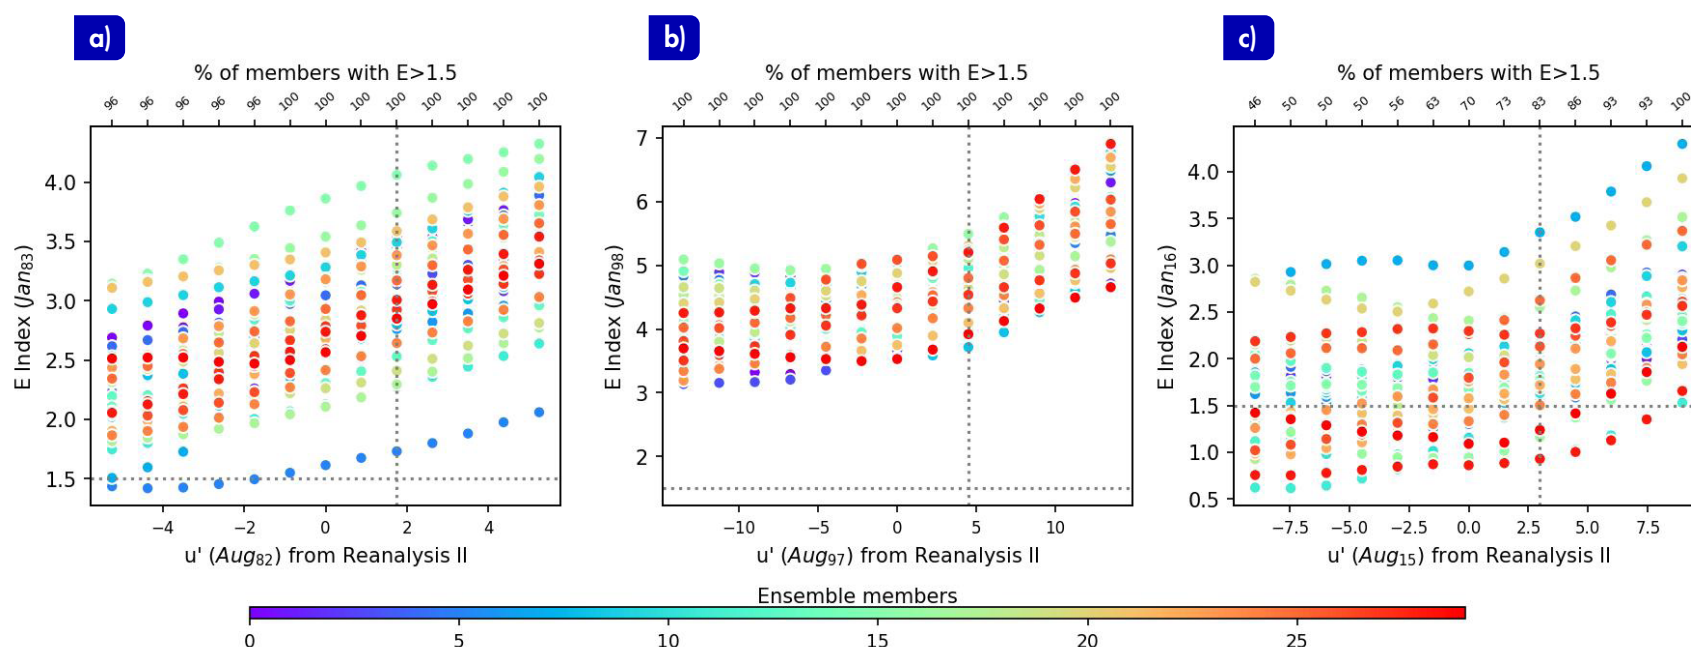 a)
% of members with E>1.5
96 96 96 96 96 100 100 100 100 100 100 100 100
E Index (Jan83)
4.0
3.5
3.0
2.5
2.0
1.5
−4 −2 0 2 4
u' (Aug82) from Reanalysis II
b)
% of members with E>1.5
100 100 100 100 100 100 100 100 100 100 100 100 100
E Index (Jan98)
7
6
5
4
3
2
−10 −5 0 5 10
u' (Aug97) from Reanalysis II
c)
% of members with E>1.5
46 50 50 50 56 63 70 73 83 86 93 93 100
E Index (Jan16)
4.0
3.5
3.0
2.5
2.0
1.5
1.0
0.5
−7.5 −5.0 −2.5 0.0 2.5 5.0 7.5
u' (Aug15) from Reanalysis II
Ensemble members
0 5 10 15 20 25